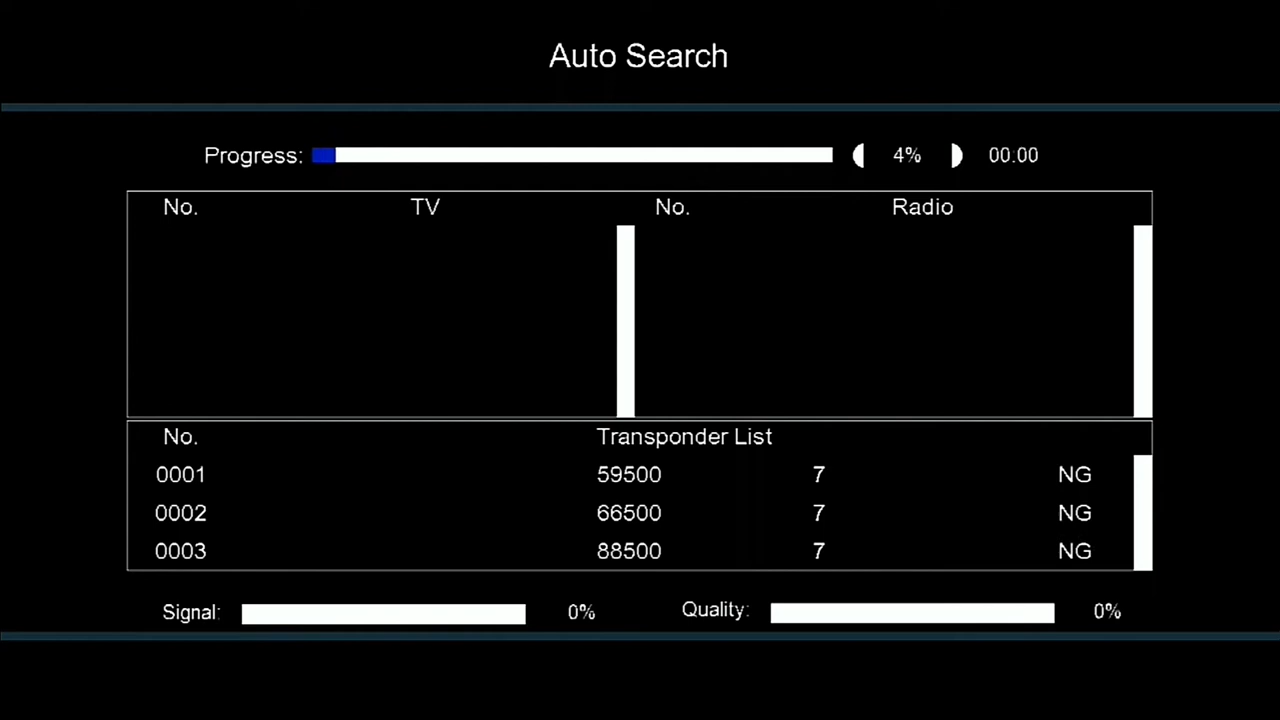 Auto Search
Progress: 4% 00:00
No. TV No. Radio
No. Transponder List
0001 59500 7 NG
0002 66500 7 NG
0003 88500 7 NG
Signal: 0% Quality: 0%